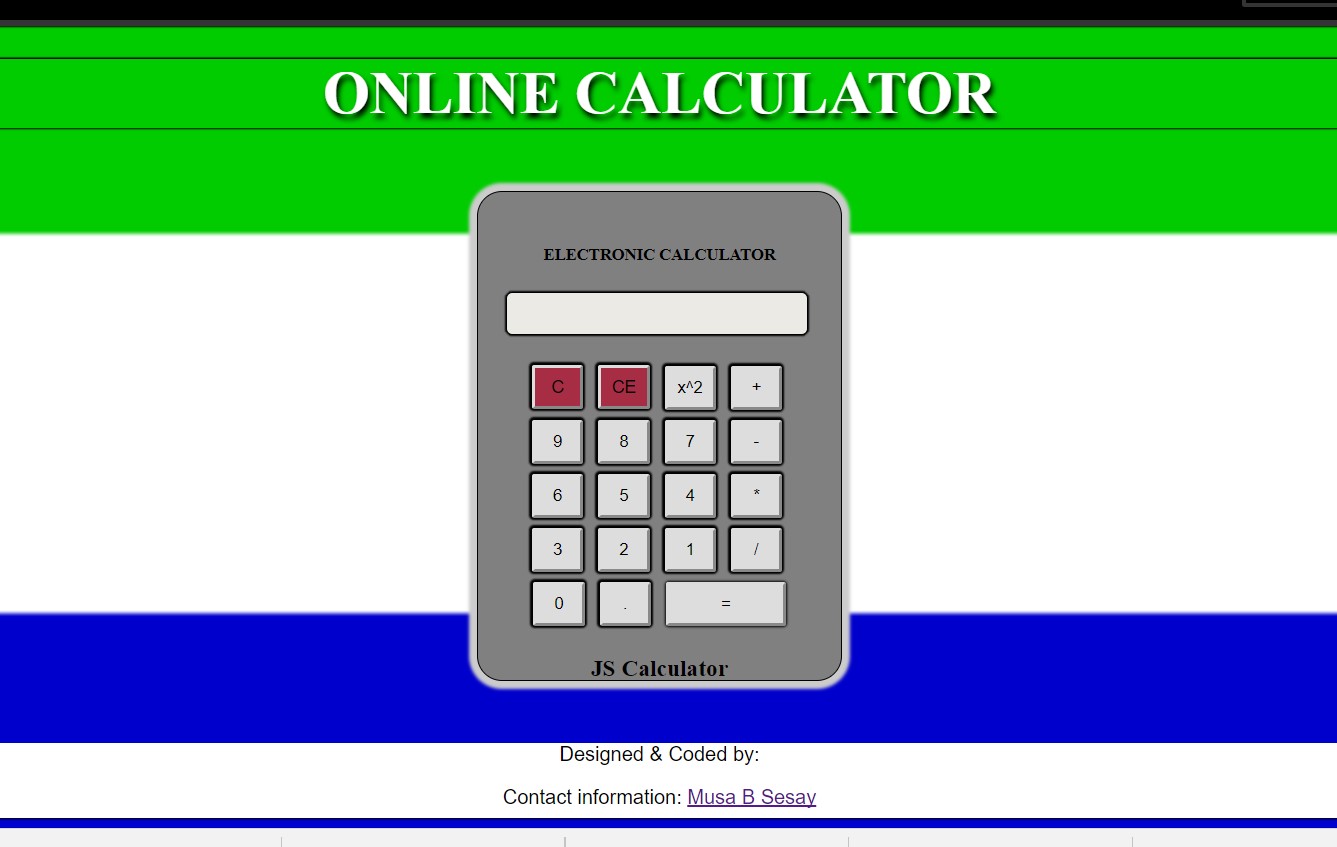 ONLINE CALCULATOR
ELECTRONIC CALCULATOR
C CE x^2 +
9 8 7 -
6 5 4 *
3 2 1 /
0 . =
JS Calculator
Designed & Coded by:
Contact information: Musa B Sesay